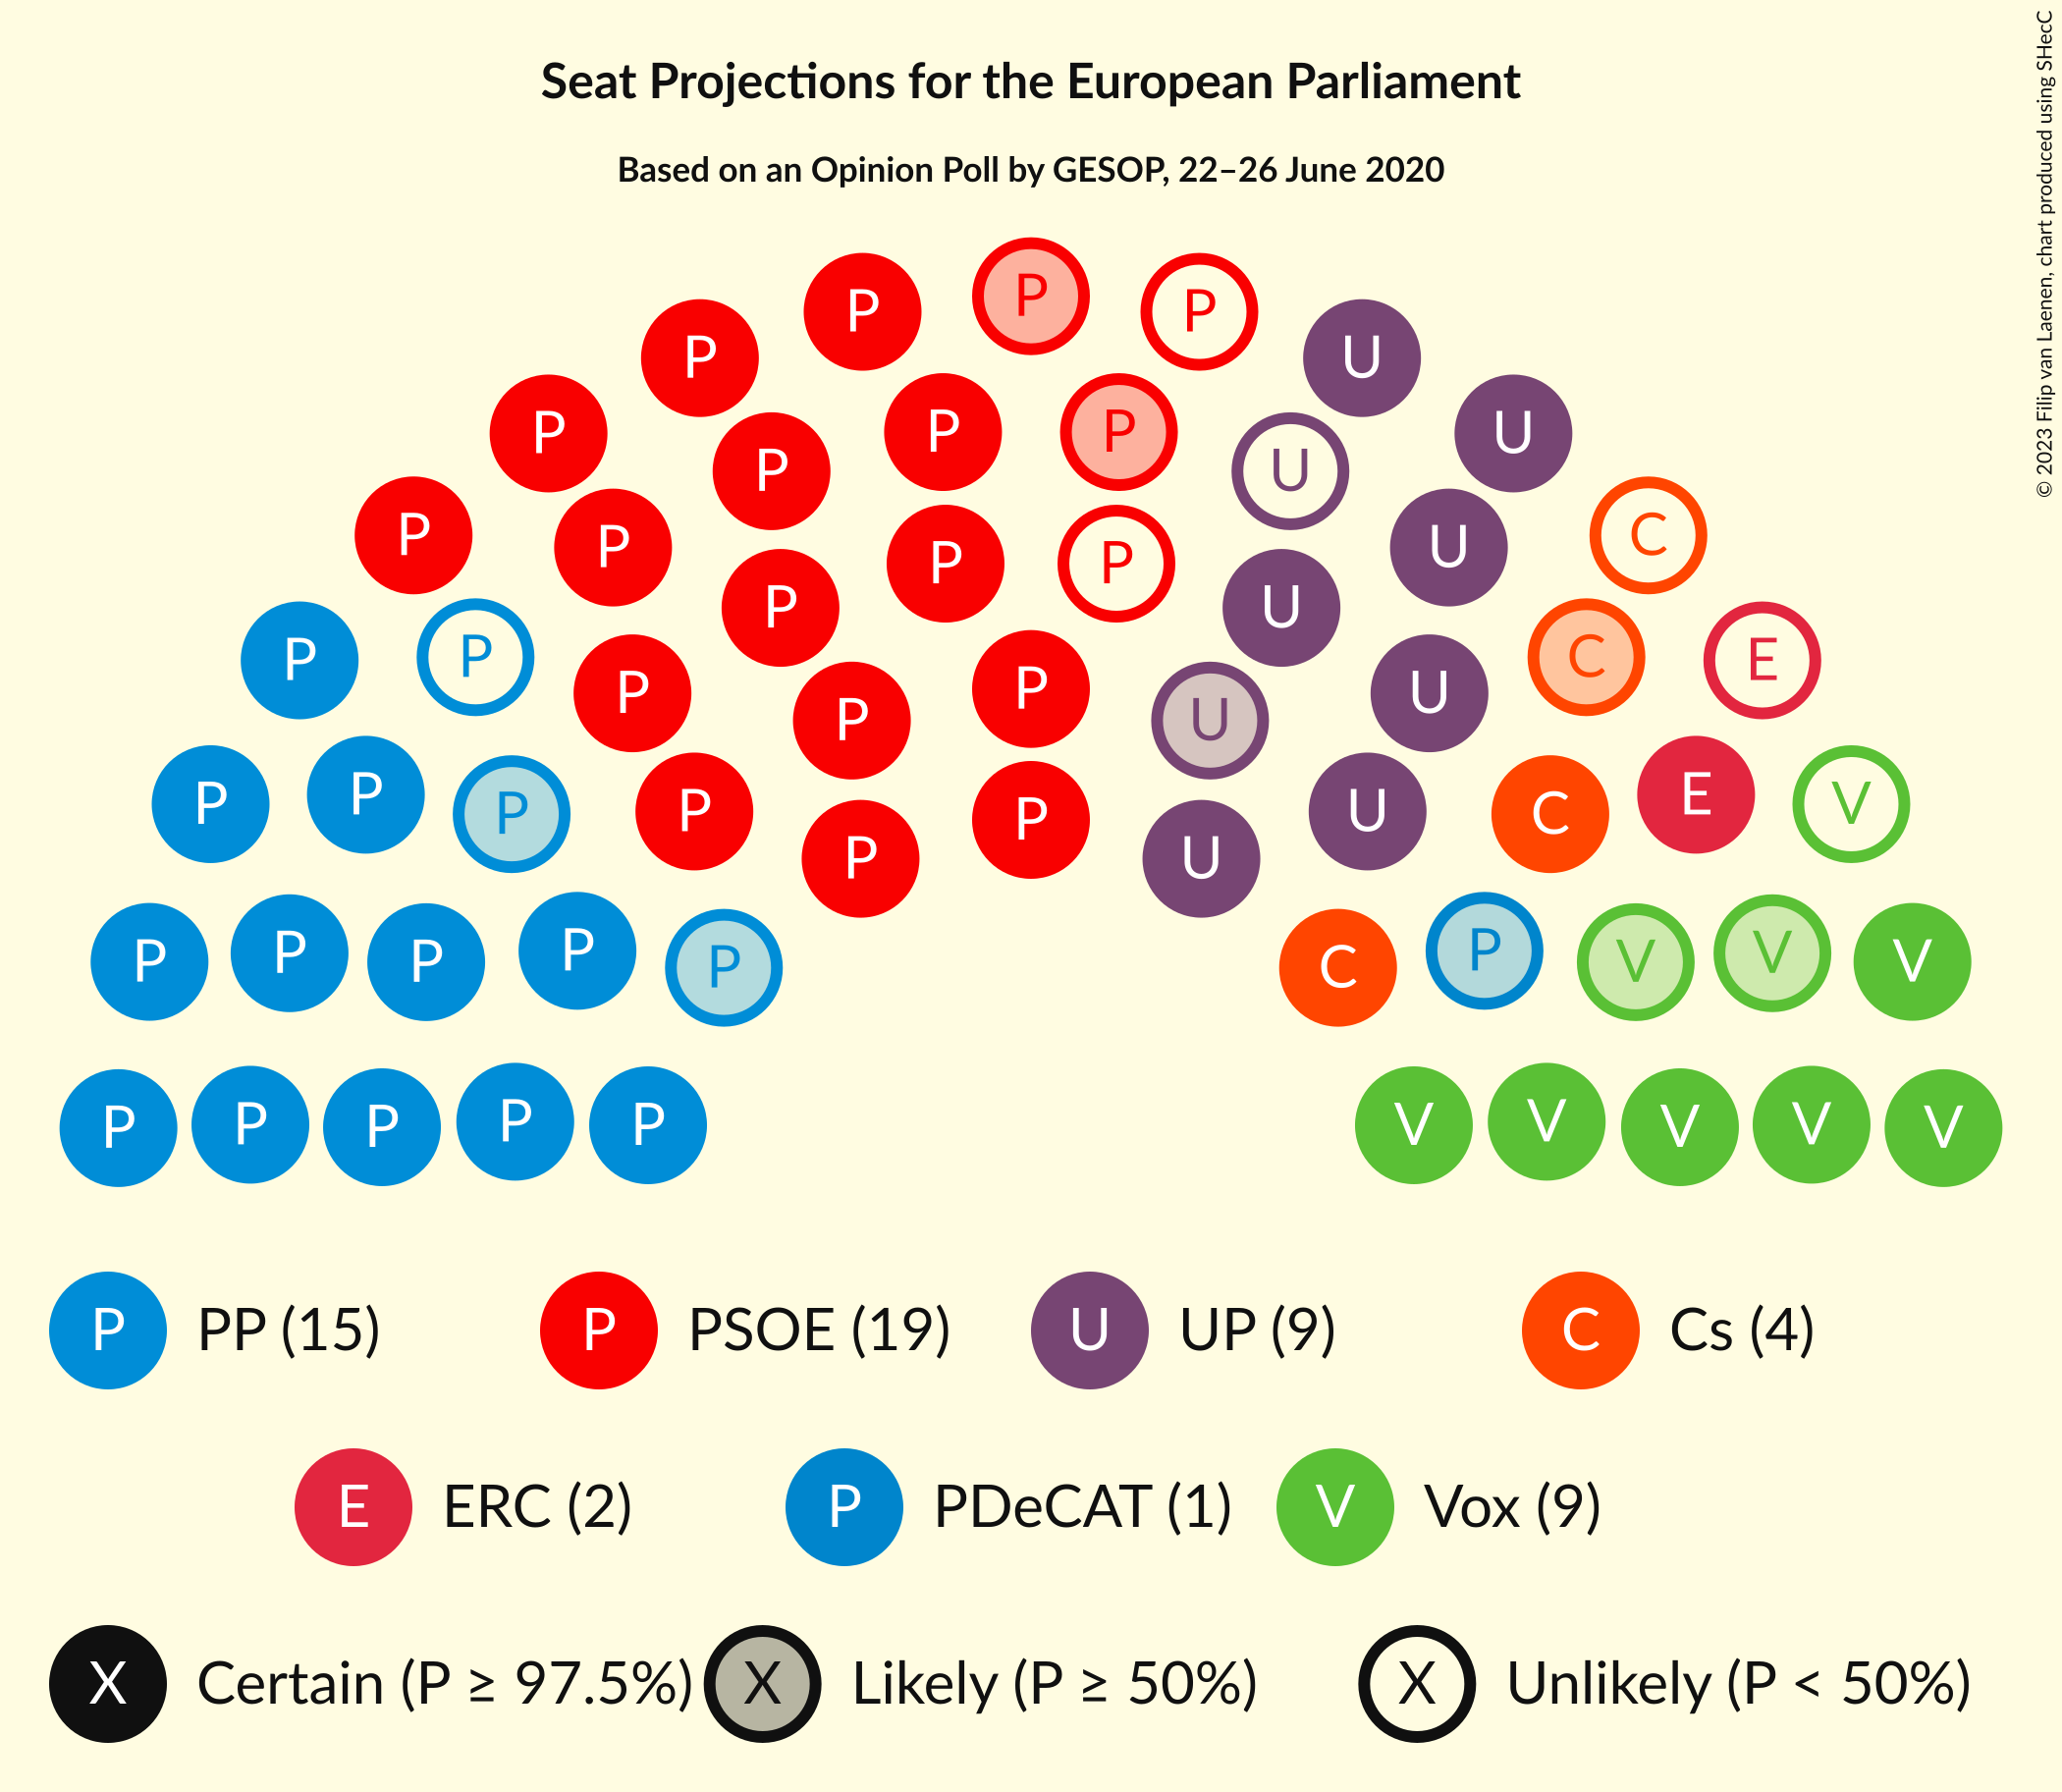 Seat Projections for the European Parliament
Based on an Opinion Poll by GESOP, 22–26 June 2020
© 2023 Filip van Laenen, chart produced using SHecC
P P P
P P U
P P U
P P P U U
P P P U C
P P P U
P P C E
P P U U
P P P P C E V
P P U
P P P P P C P V V V
P P P P P V V V V V
P PP (15) P PSOE (19) U UP (9) C Cs (4)
E ERC (2) P PDeCAT (1) V Vox (9)
X Certain (P ≥ 97.5%) X Likely (P ≥ 50%) X Unlikely (P < 50%)